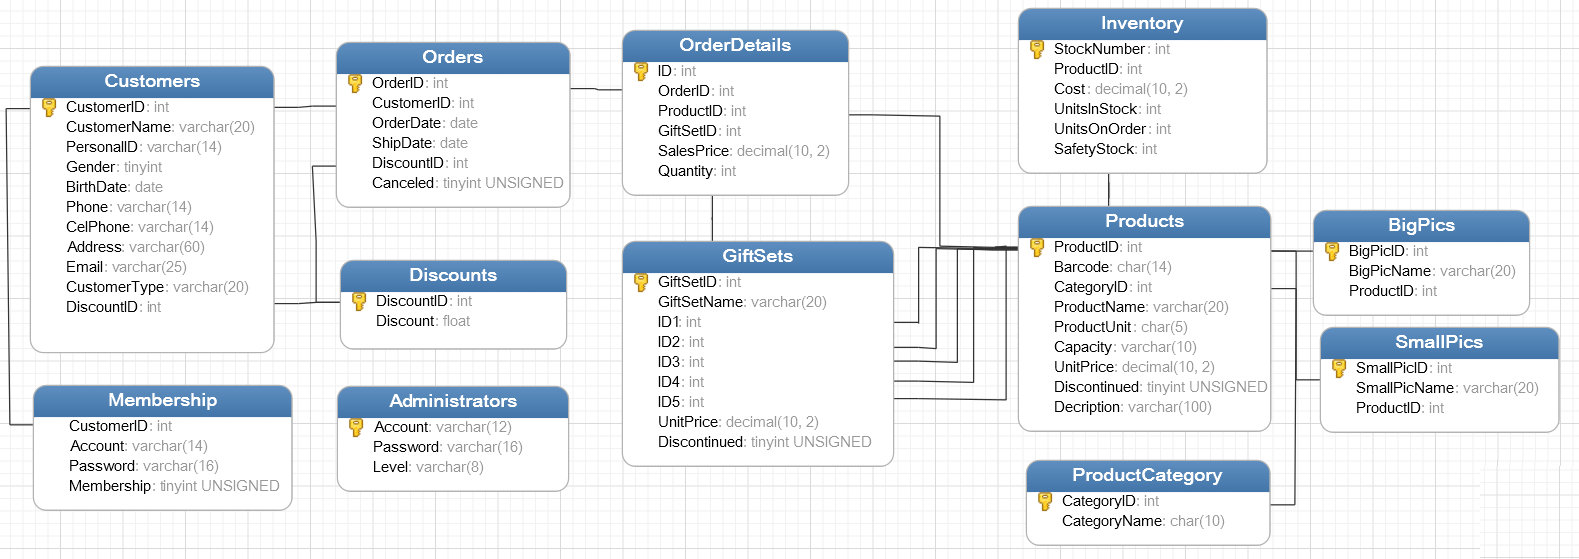 Customers
CustomerID: int
CustomerName: varchar(20)
PersonalID: varchar(14)
Gender: tinyint
BirthDate: date
Phone: varchar(14)
CelPhone: varchar(14)
Address: varchar(60)
Email: varchar(25)
CustomerType: varchar(20)
DiscountID: int
Membership
CustomerID: int
Account: varchar(14)
Password: varchar(16)
Membership: tinyint UNSIGNED
Orders
OrderID: int
CustomerID: int
OrderDate: date
ShipDate: date
DiscountID: int
Canceled: tinyint UNSIGNED
Discounts
DiscountID: int
Discount: float
Administrators
Account: varchar(12)
Password: varchar(16)
Level: varchar(8)
OrderDetails
ID: int
OrderID: int
ProductID: int
GiftSetID: int
SalesPrice: decimal(10, 2)
Quantity: int
GiftSets
GiftSetID: int
GiftSetName: varchar(20)
ID1: int
ID2: int
ID3: int
ID4: int
ID5: int
UnitPrice: decimal(10, 2)
Discontinued: tinyint UNSIGNED
Inventory
StockNumber: int
ProductID: int
Cost: decimal(10, 2)
UnitsInStock: int
UnitsOnOrder: int
SafetyStock: int
Products
ProductID: int
Barcode: char(14)
CategoryID: int
ProductName: varchar(20)
ProductUnit: char(5)
Capacity: varchar(10)
UnitPrice: decimal(10, 2)
Discontinued: tinyint UNSIGNED
Decription: varchar(100)
ProductCategory
CategoryID: int
CategoryName: char(10)
BigPics
BigPicID: int
BigPicName: varchar(20)
ProductID: int
SmallPics
SmallPicID: int
SmallPicName: varchar(20)
ProductID: int